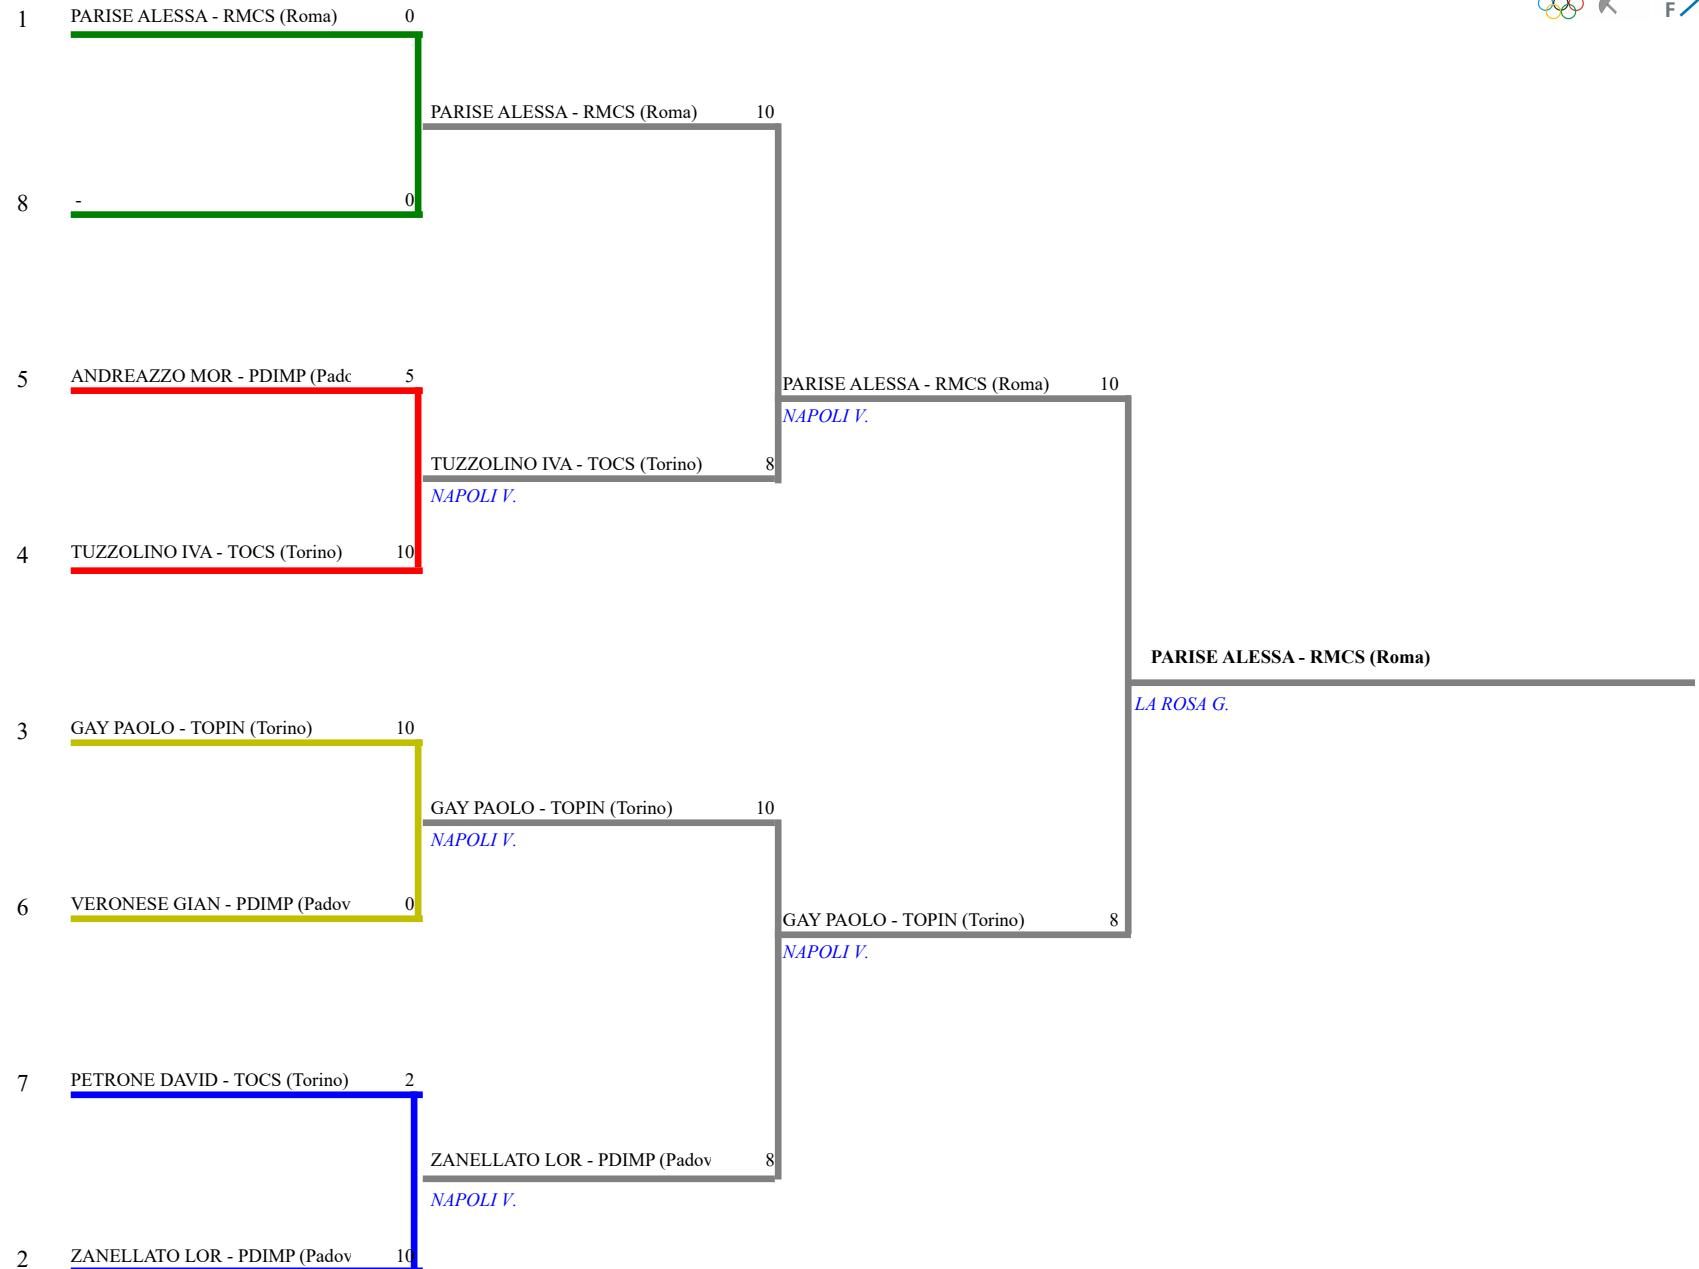 1 PARISE ALESSA - RMCS (Roma) 0
F
PARISE ALESSA - RMCS (Roma) 10
8 - 0
5 ANDREAZZO MOR - PDIMP (Pado 5
PARISE ALESSA - RMCS (Roma) 10
NAPOLI V.
TUZZOLINO IVA - TOCS (Torino) 8
NAPOLI V.
4 TUZZOLINO IVA - TOCS (Torino) 10
PARISE ALESSA - RMCS (Roma)
LA ROSA G.
3 GAY PAOLO - TOPIN (Torino) 10
GAY PAOLO - TOPIN (Torino) 10
NAPOLI V.
6 VERONESE GIAN - PDIMP (Padov 0
GAY PAOLO - TOPIN (Torino) 8
NAPOLI V.
7 PETRONE DAVID - TOCS (Torino) 2
ZANELLATO LOR - PDIMP (Padov 8
NAPOLI V.
2 ZANELLATO LOR - PDIMP (Padov 10